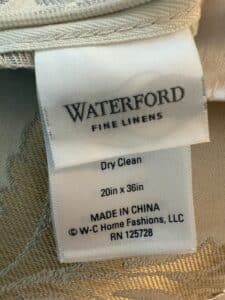 WATERFORD
FINE LINENS
Dry Clean
20in x 36in
MADE IN CHINA
© W-C Home Fashions, LLC
RN 125728